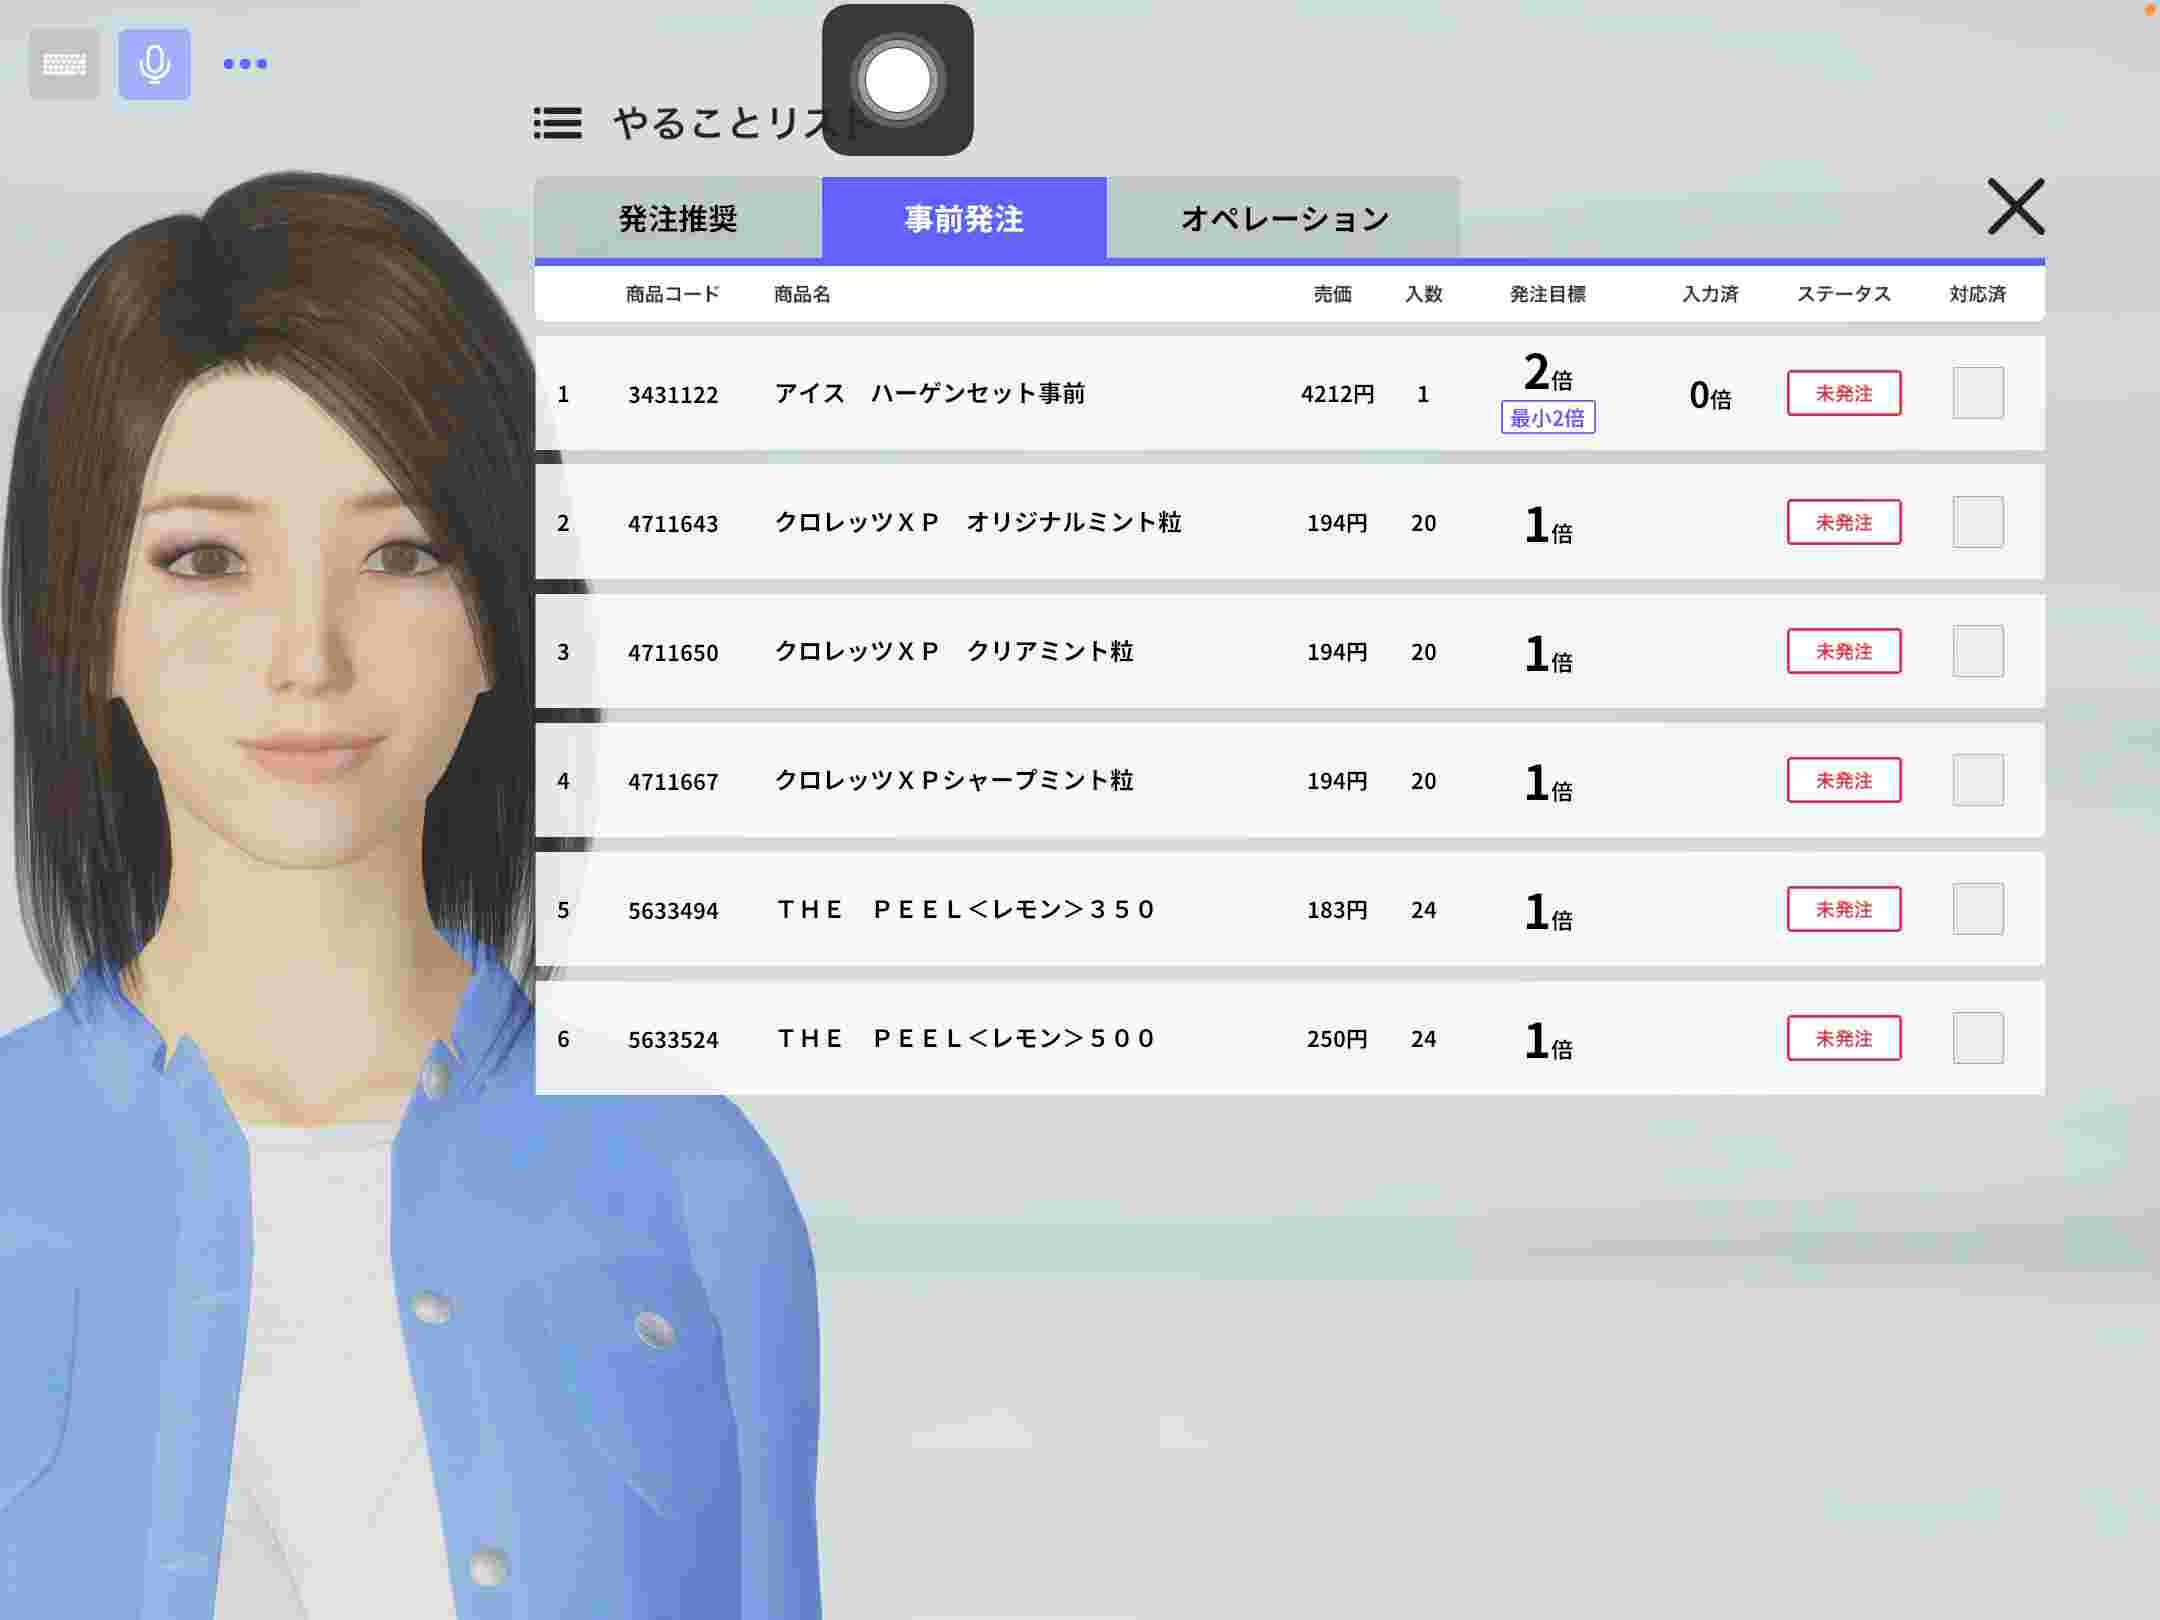 やることリスト
発注推奨 事前発注 オペレーション
商品コード 商品名 売価 入数 発注目標 入力済 ステータス 対応済
1 3431122 アイス　ハーゲンセット事前 4212円 1 2倍 0倍 未発注
最小2倍
2 4711643 クロレッツＸＰ　オリジナルミント粒 194円 20 1倍 未発注
3 4711650 クロレッツＸＰ　クリアミント粒 194円 20 1倍 未発注
4 4711667 クロレッツＸＰシャープミント粒 194円 20 1倍 未発注
5 5633494 ＴＨＥ　ＰＥＥＬ＜レモン＞３５０ 183円 24 1倍 未発注
6 5633524 ＴＨＥ　ＰＥＥＬ＜レモン＞５００ 250円 24 1倍 未発注